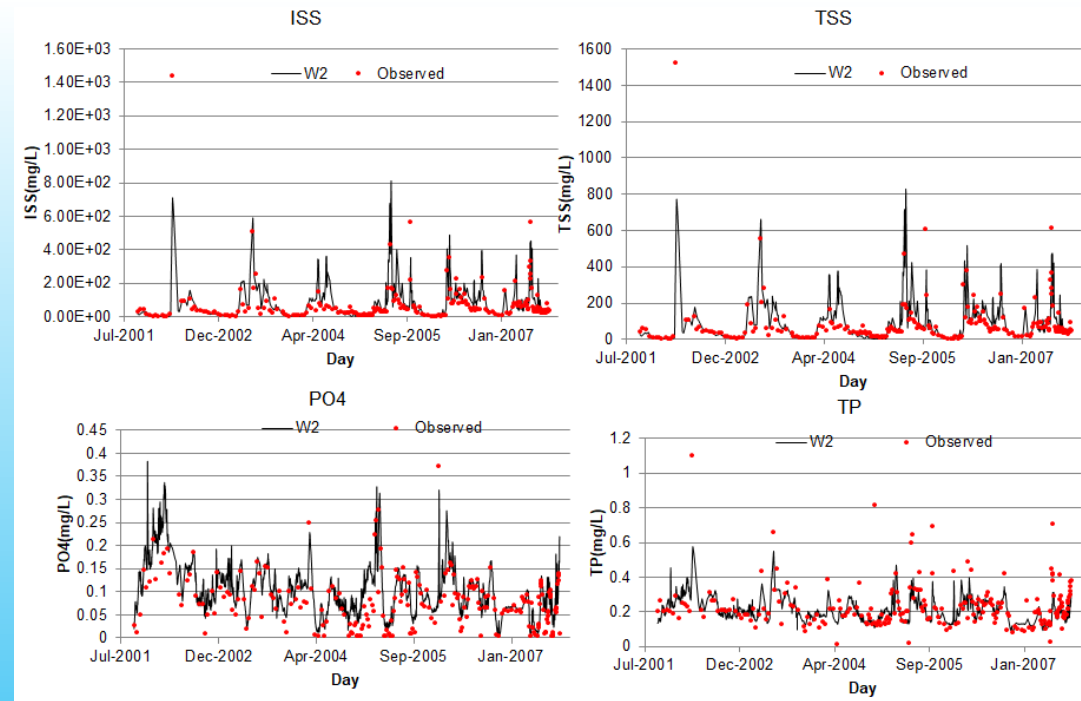 ISS
1.60E+03
1.40E+03
1.20E+03
1.00E+03
8.00E+02
6.00E+02
4.00E+02
2.00E+02
0.00E+00
ISS(mg/L)
W2 Observed
Jul-2001 Dec-2002 Apr-2004 Sep-2005 Jan-2007
Day
TSS
1600
1400
1200
1000
800
600
400
200
0
TSS(mg/L)
W2 Observed
Jul-2001 Dec-2002 Apr-2004 Sep-2005 Jan-2007
Day
PO4
0.45
0.4
0.35
0.3
0.25
0.2
0.15
0.1
0.05
0
PO4(mg/L)
W2 Observed
Jul-2001 Dec-2002 Apr-2004 Sep-2005 Jan-2007
Day
TP
1.2
1
0.8
0.6
0.4
0.2
0
TP(mg/L)
W2 Observed
Jul-2001 Dec-2002 Apr-2004 Sep-2005 Jan-2007
Day